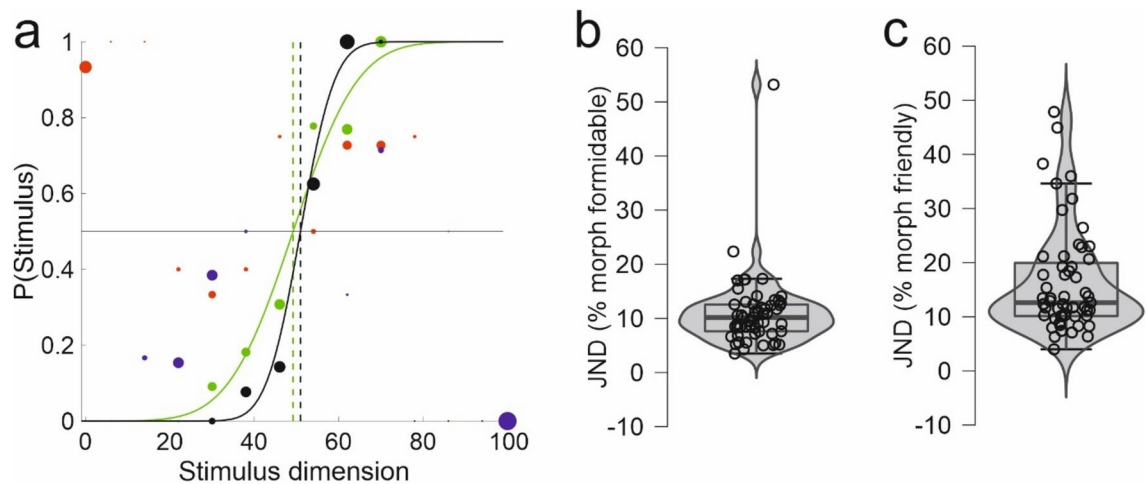 a
P(Stimulus)
1
0.8
0.6
0.4
0.2
0
0 20 40 60 80 100
Stimulus dimension
b
JND (% morph formidable)
60
50
40
30
20
10
0
-10
c
JND (% morph friendly)
60
50
40
30
20
10
0
-10